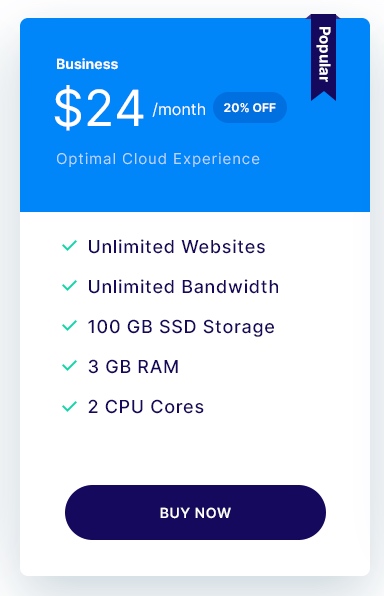 Popular
Business
$24 /month 20% OFF
Optimal Cloud Experience
Unlimited Websites
Unlimited Bandwidth
100 GB SSD Storage
3 GB RAM
2 CPU Cores
BUY NOW